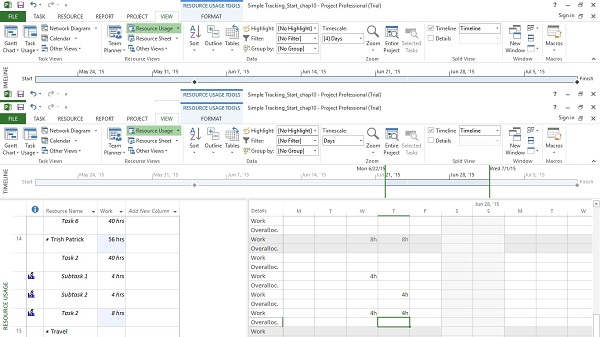 RESOURCE USAGE TOOLS Simple Tracking_Start_chap10 - Project Professional (Trial)
FILE TASK RESOURCE REPORT PROJECT VIEW FORMAT Sign in
Gantt Chart Task Usage Network Diagram Calendar Other Views Team Planner Resource Usage Resource Sheet Other Views Sort Outline Tables Highlight: [No Highlight] Filter: [No Filter] Group by: [No Group] Timescale: [4] Days Zoom Entire Project Selected Tasks Timeline Timeline Details New Window Macros
Task Views Resource Views Data Zoom Split View Window Macros
TIMELINE
May 24, '15 May 31, '15 Jun 7, '15 Jun 14, '15 Jun 21, '15 Jun 28, '15 Jul 5, '15
Start Finish
RESOURCE USAGE TOOLS Simple Tracking_Start_chap10 - Project Professional (Trial)
FILE TASK RESOURCE REPORT PROJECT VIEW FORMAT Sign in
Gantt Chart Task Usage Network Diagram Calendar Other Views Team Planner Resource Usage Resource Sheet Other Views Sort Outline Tables Highlight: [No Highlight] Filter: [No Filter] Group by: [No Group] Timescale: Days Zoom Entire Project Selected Tasks Timeline Timeline Details New Window Macros
Task Views Resource Views Data Zoom Split View Window Macros
TIMELINE
Mon 6/22/15 Wed 7/1/15
May 24, '15 May 31, '15 Jun 7, '15 Jun 14, '15 Jun 21, '15 Jun 28, '15 Jul 5, '15
Start Finish
Jun 28, '15
Resource Name Work Add New Column Details M T W T F S S M T W
Task 6 40 hrs Work
Overalloc.
14 Trish Patrick 56 hrs Work 8h 8h
Overalloc.
Task 2 40 hrs Work
Overalloc.
Subtask 1 4 hrs Work 4h
Overalloc.
Subtask 2 4 hrs Work 4h
Overalloc.
Task 2 8 hrs Work 4h 4h
Overalloc.
15 Travel Work
RESOURCE USAGE